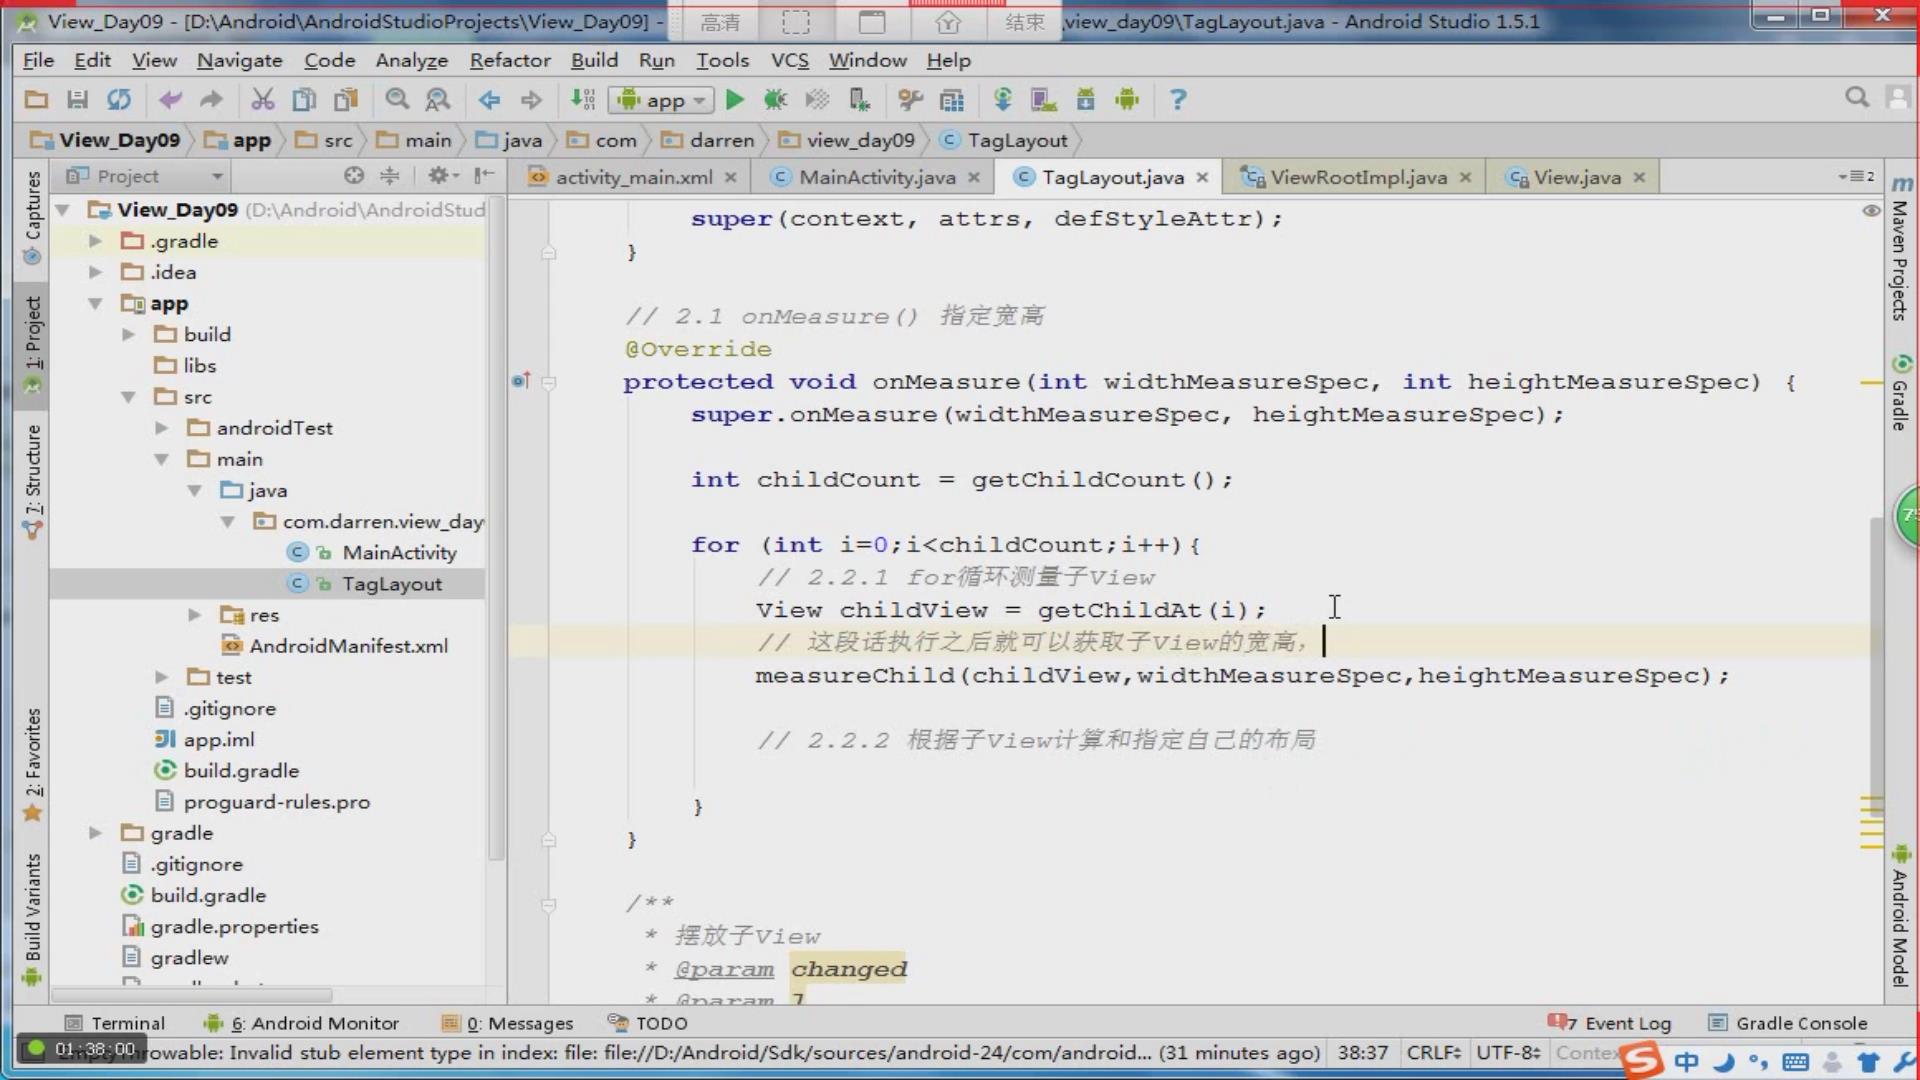 View_Day09 - [D:\Android\AndroidStudioProjects\View_Day09] -
高清
结束
\view_day09\TagLayout.java - Android Studio 1.5.1
File Edit View Navigate Code Analyze Refactor Build Run Tools VCS Window Help
app
View_Day09 app src main java com darren view_day09 TagLayout
Project
activity_main.xml MainActivity.java TagLayout.java ViewRootImpl.java View.java
2
Captures
1: Project
7: Structure
2: Favorites
Build Variants
View_Day09 (D:\Android\AndroidStud
.gradle
.idea
app
build
libs
src
androidTest
main
java
com.darren.view_day
MainActivity
TagLayout
res
AndroidManifest.xml
test
.gitignore
app.iml
build.gradle
proguard-rules.pro
gradle
.gitignore
build.gradle
gradle.properties
gradlew
super(context, attrs, defStyleAttr);
}
// 2.1 onMeasure() 指定宽高
@Override
protected void onMeasure(int widthMeasureSpec, int heightMeasureSpec) {
super.onMeasure(widthMeasureSpec, heightMeasureSpec);
int childCount = getChildCount();
for (int i=0;i<childCount;i++){
// 2.2.1 for循环测量子View
View childView = getChildAt(i);
// 这段话执行之后就可以获取子View的宽高，
measureChild(childView,widthMeasureSpec,heightMeasureSpec);
// 2.2.2 根据子View计算和指定自己的布局
}
}
/**
* 摆放子View
* @param changed
* @param l
Maven Projects
Gradle
Android Model
Terminal 6: Android Monitor 0: Messages TODO
7 Event Log Gradle Console
01:38:00
Throwable: Invalid stub element type in index: file: file://D:/Android/Sdk/sources/android-24/com/android... (31 minutes ago)
38:37 CRLF UTF-8 Contex
中